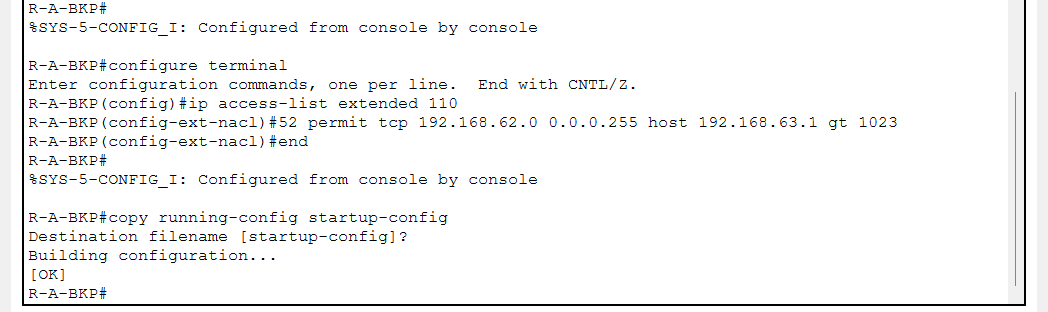 R-A-BKP#
%SYS-5-CONFIG_I: Configured from console by console
R-A-BKP#configure terminal
Enter configuration commands, one per line.  End with CNTL/Z.
R-A-BKP(config)#ip access-list extended 110
R-A-BKP(config-ext-nacl)#52 permit tcp 192.168.62.0 0.0.0.255 host 192.168.63.1 gt 1023
R-A-BKP(config-ext-nacl)#end
R-A-BKP#
%SYS-5-CONFIG_I: Configured from console by console
R-A-BKP#copy running-config startup-config
Destination filename [startup-config]?
Building configuration...
[OK]
R-A-BKP#